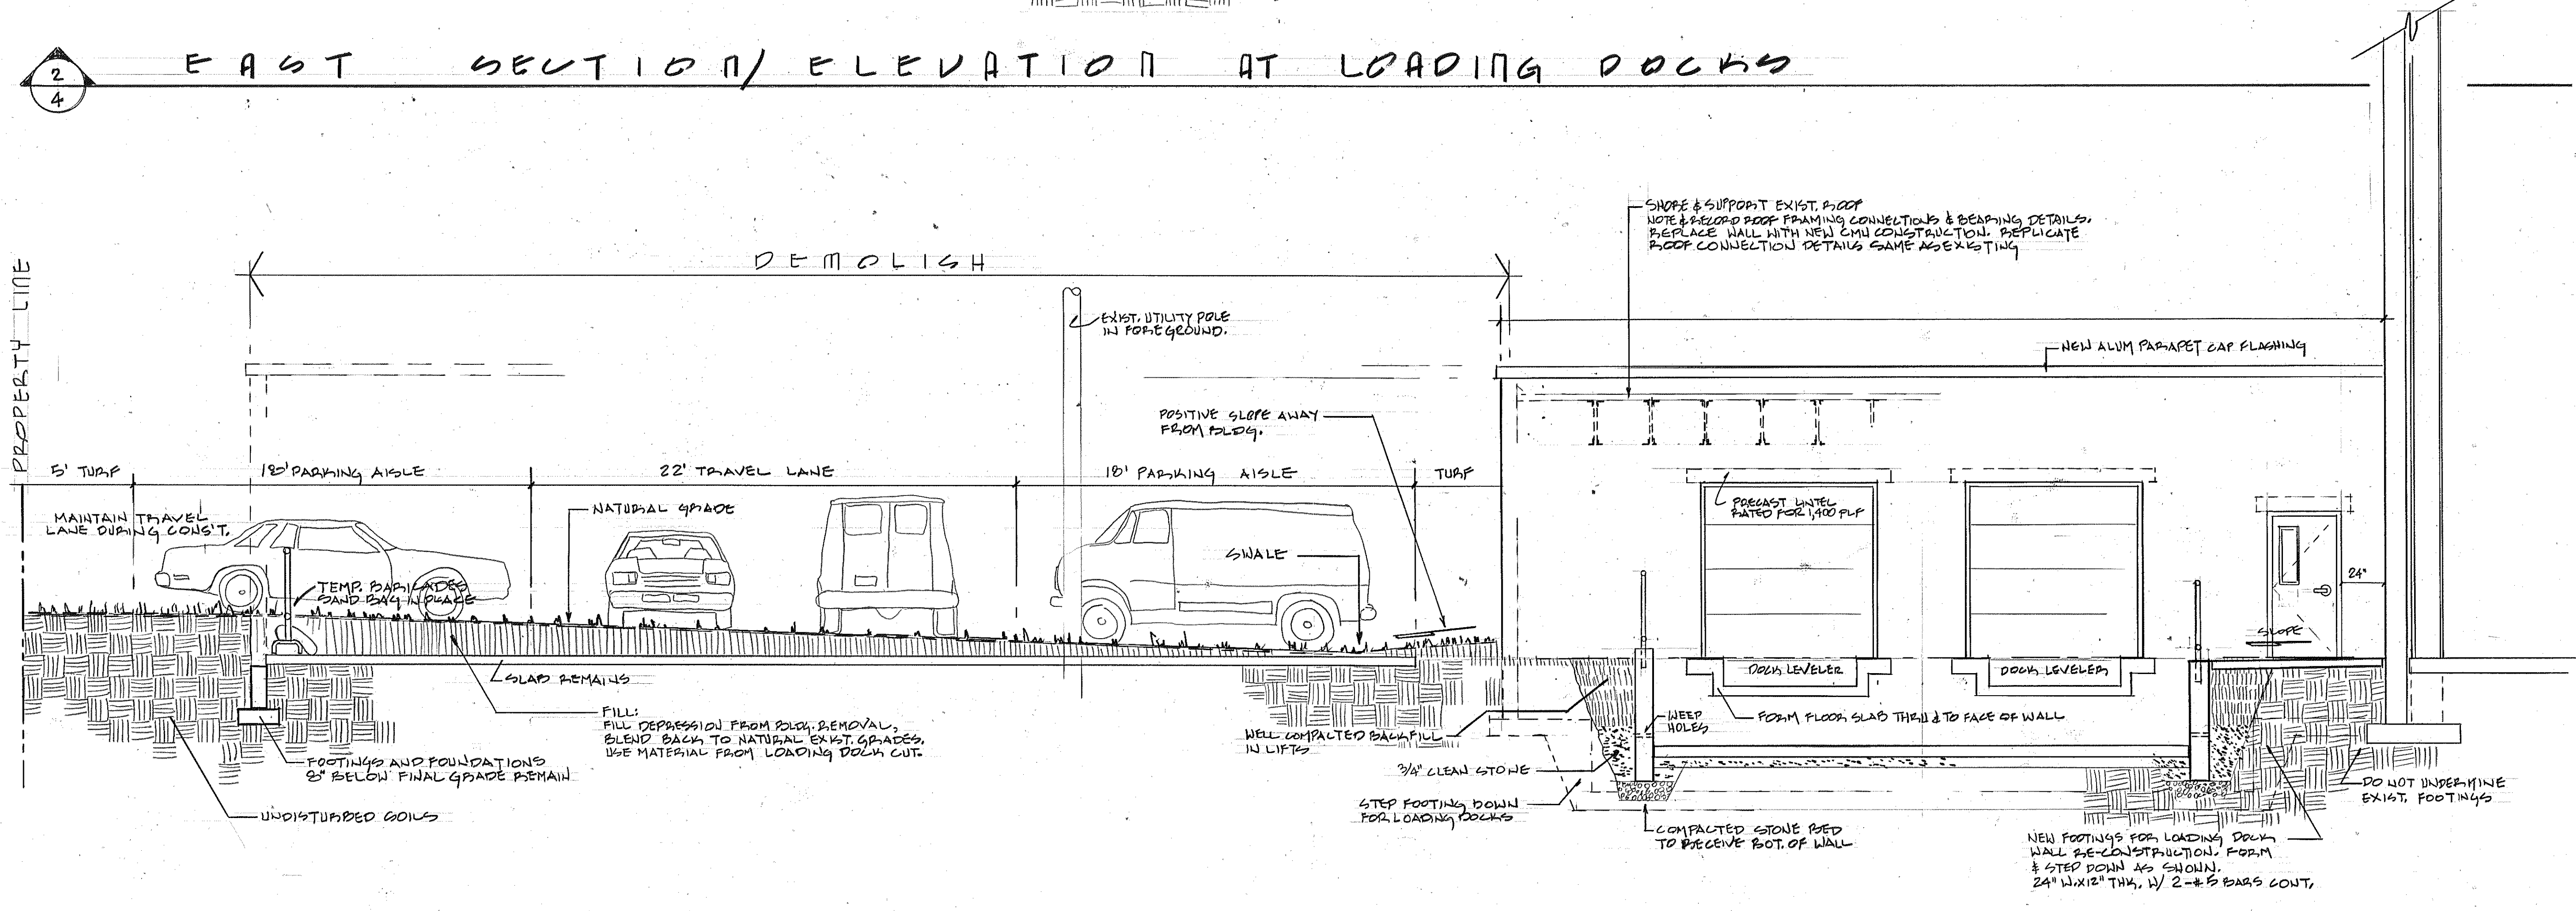 2
4
EAST SECTION/ELEVATION AT LOADING DOCKS
SHORE & SUPPORT EXIST. ROOF
NOTE & RECORD ROOF FRAMING CONNECTIONS & BEARING DETAILS.
REPLACE WALL WITH NEW CMU CONSTRUCTION. REPLICATE
ROOF CONNECTION DETAILS SAME AS EXISTING
DEMOLISH
PROPERTY LINE
EXIST. UTILITY POLE
IN FOREGROUND.
NEW ALUM PARAPET CAP FLASHING
POSITIVE SLOPE AWAY
FROM BLDG.
5' TURF
18' PARKING AISLE
22' TRAVEL LANE
18' PARKING AISLE
TURF
MAINTAIN TRAVEL
LANE DURING CONS'T.
NATURAL GRADE
PRECAST LINTEL
RATED FOR 1,400 PLF
SWALE
TEMP. BARICADES
SAND BAG IN PLACE
24"
SLOPE
SLAB REMAINS
DOCK LEVELER
DOCK LEVELER
FILL:
FILL DEPRESSION FROM BLDG. REMOVAL,
BLEND BACK TO NATURAL EXIST. GRADES.
USE MATERIAL FROM LOADING DOCK CUT.
WEEP
HOLES
FORM FLOOR SLAB THRU & TO FACE OF WALL
WELL COMPACTED BACKFILL
IN LIFTS
FOOTINGS AND FOUNDATIONS
8" BELOW FINAL GRADE REMAIN
3/4" CLEAN STONE
DO NOT UNDERMINE
EXIST. FOOTINGS
STEP FOOTING DOWN
FOR LOADING DOCKS
UNDISTURBED SOILS
COMPACTED STONE BED
TO RECEIVE BOT. OF WALL
NEW FOOTINGS FOR LOADING DOCK
WALL RE-CONSTRUCTION. FORM
& STEP DOWN AS SHOWN.
24" W. X 12" THK. W/ 2-#5 BARS CONT.